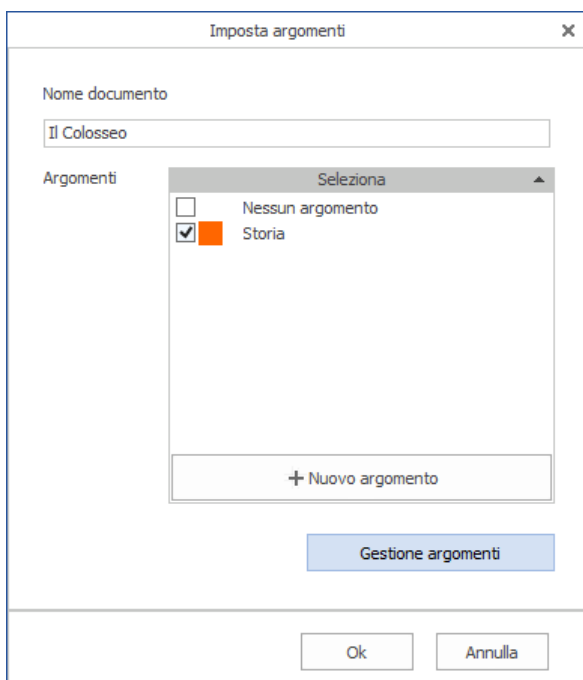 Imposta argomenti
Nome documento
Il Colosseo
Argomenti
Seleziona
Nessun argomento
Storia
+ Nuovo argomento
Gestione argomenti
Ok
Annulla